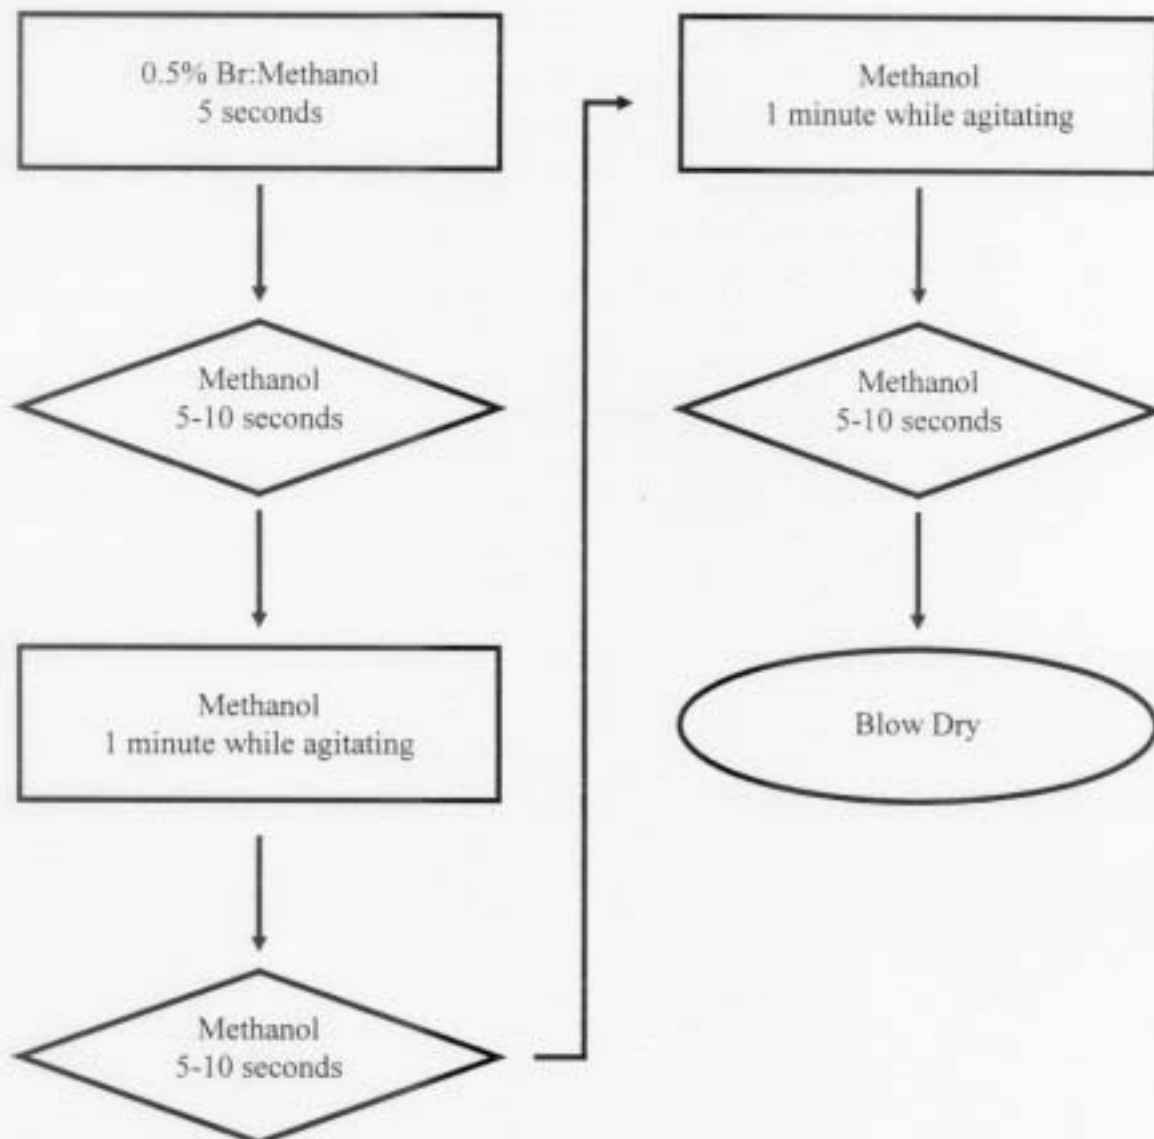 0.5% Br:Methanol
5 seconds
Methanol
5-10 seconds
Methanol
1 minute while agitating
Methanol
5-10 seconds
Methanol
1 minute while agitating
Methanol
5-10 seconds
Blow Dry